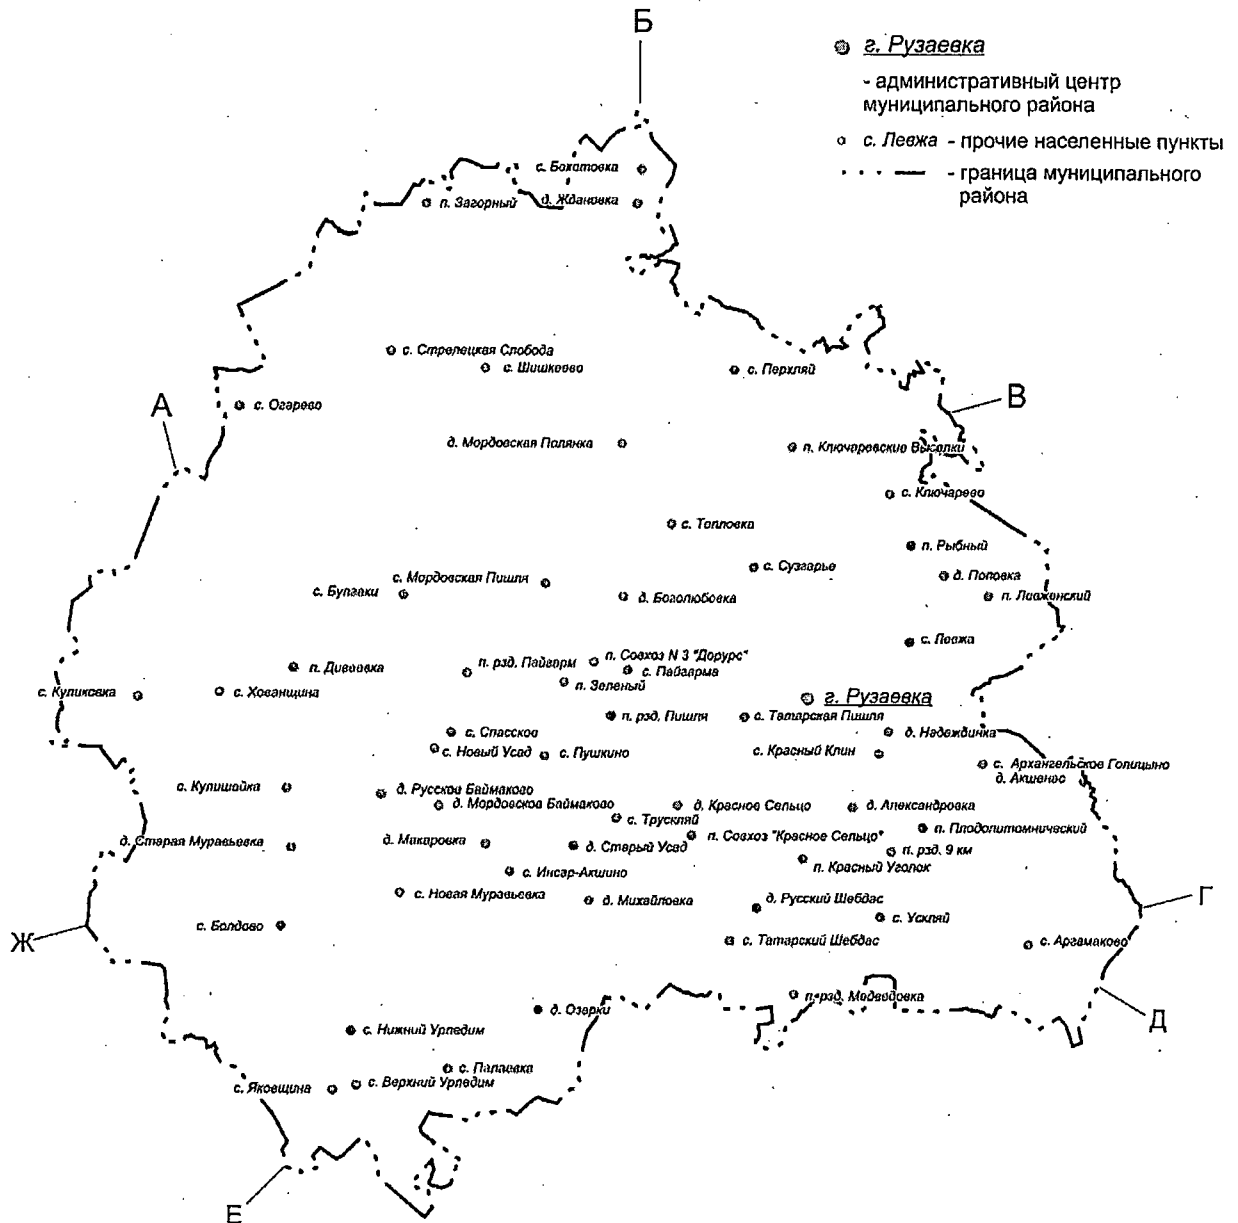 Б
г. Рузаевка
- административный центр
муниципального района
с. Левжа - прочие населенные пункты
- граница муниципального
района
с. Болотовка
п. Загорный
д. Ждановка
с. Стрелецкая Слобода
с. Шишкеево
с. Перхляй
А
с. Огарево
В
д. Мордовская Полянка
п. Ключаревские Выселки
с. Ключарево
с. Тепловка
п. Рыбный
с. Сузгарье
с. Мордовская Пишля
д. Поповка
с. Булгаки
д. Боголюбовка
п. Левженский
с. Левжа
п. Совхоз N 3 "Дорурс"
п. рзд. Пайгарм
с. Пайгарма
п. Дивеевка
п. Зеленый
с. Куликовка
с. Хованщина
г. Рузаевка
п. рзд. Пишля
с. Татарская Пишля
с. Спасское
д. Надеждинка
с. Новый Усад
с. Пушкино
с. Красный Клин
с. Архангельское Голицыно
д. Акшенас
с. Кулишейка
д. Русское Баймаково
д. Мордовское Баймаково
д. Красное Сельцо
д. Александровка
с. Трускляй
п. Плодопитомнический
п. Совхоз "Красное Сельцо"
д. Старая Муравьевка
д. Макаровка
д. Старый Усад
п. рзд. 9 км
п. Красный Уголок
с. Инсар-Акшино
с. Новая Муравьевка
д. Михайловка
д. Русский Шебдас
Г
с. Ускляй
с. Болдово
с. Татарский Шебдас
с. Аргамаково
Ж
п. рзд. Медведовка
д. Озерки
Д
с. Нижний Урледим
с. Палаевка
с. Яковщина
с. Верхний Урледим
Е